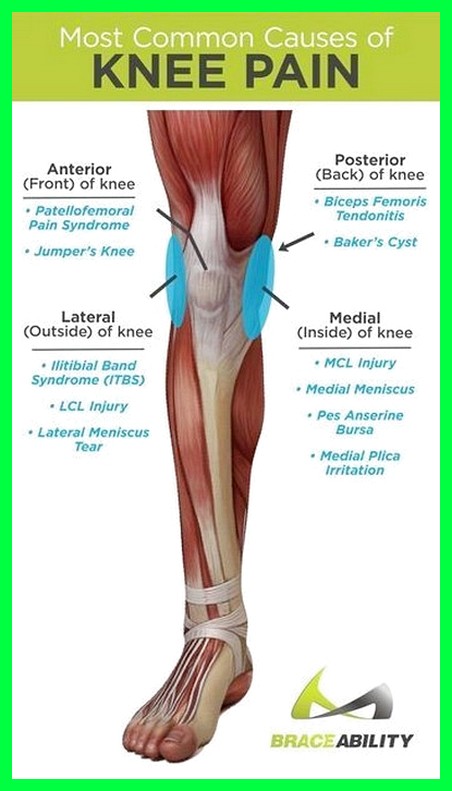 Most Common Causes of
KNEE PAIN
Anterior
(Front) of knee
• Patellofemoral
Pain Syndrome
• Jumper's Knee
Posterior
(Back) of knee
• Biceps Femoris
Tendonitis
• Baker's Cyst
Lateral
(Outside) of knee
• Ilitibial Band
Syndrome (ITBS)
• LCL Injury
• Lateral Meniscus
Tear
Medial
(Inside) of knee
• MCL Injury
• Medial Meniscus
• Pes Anserine
Bursa
• Medial Plica
Irritation
BRACEABILITY